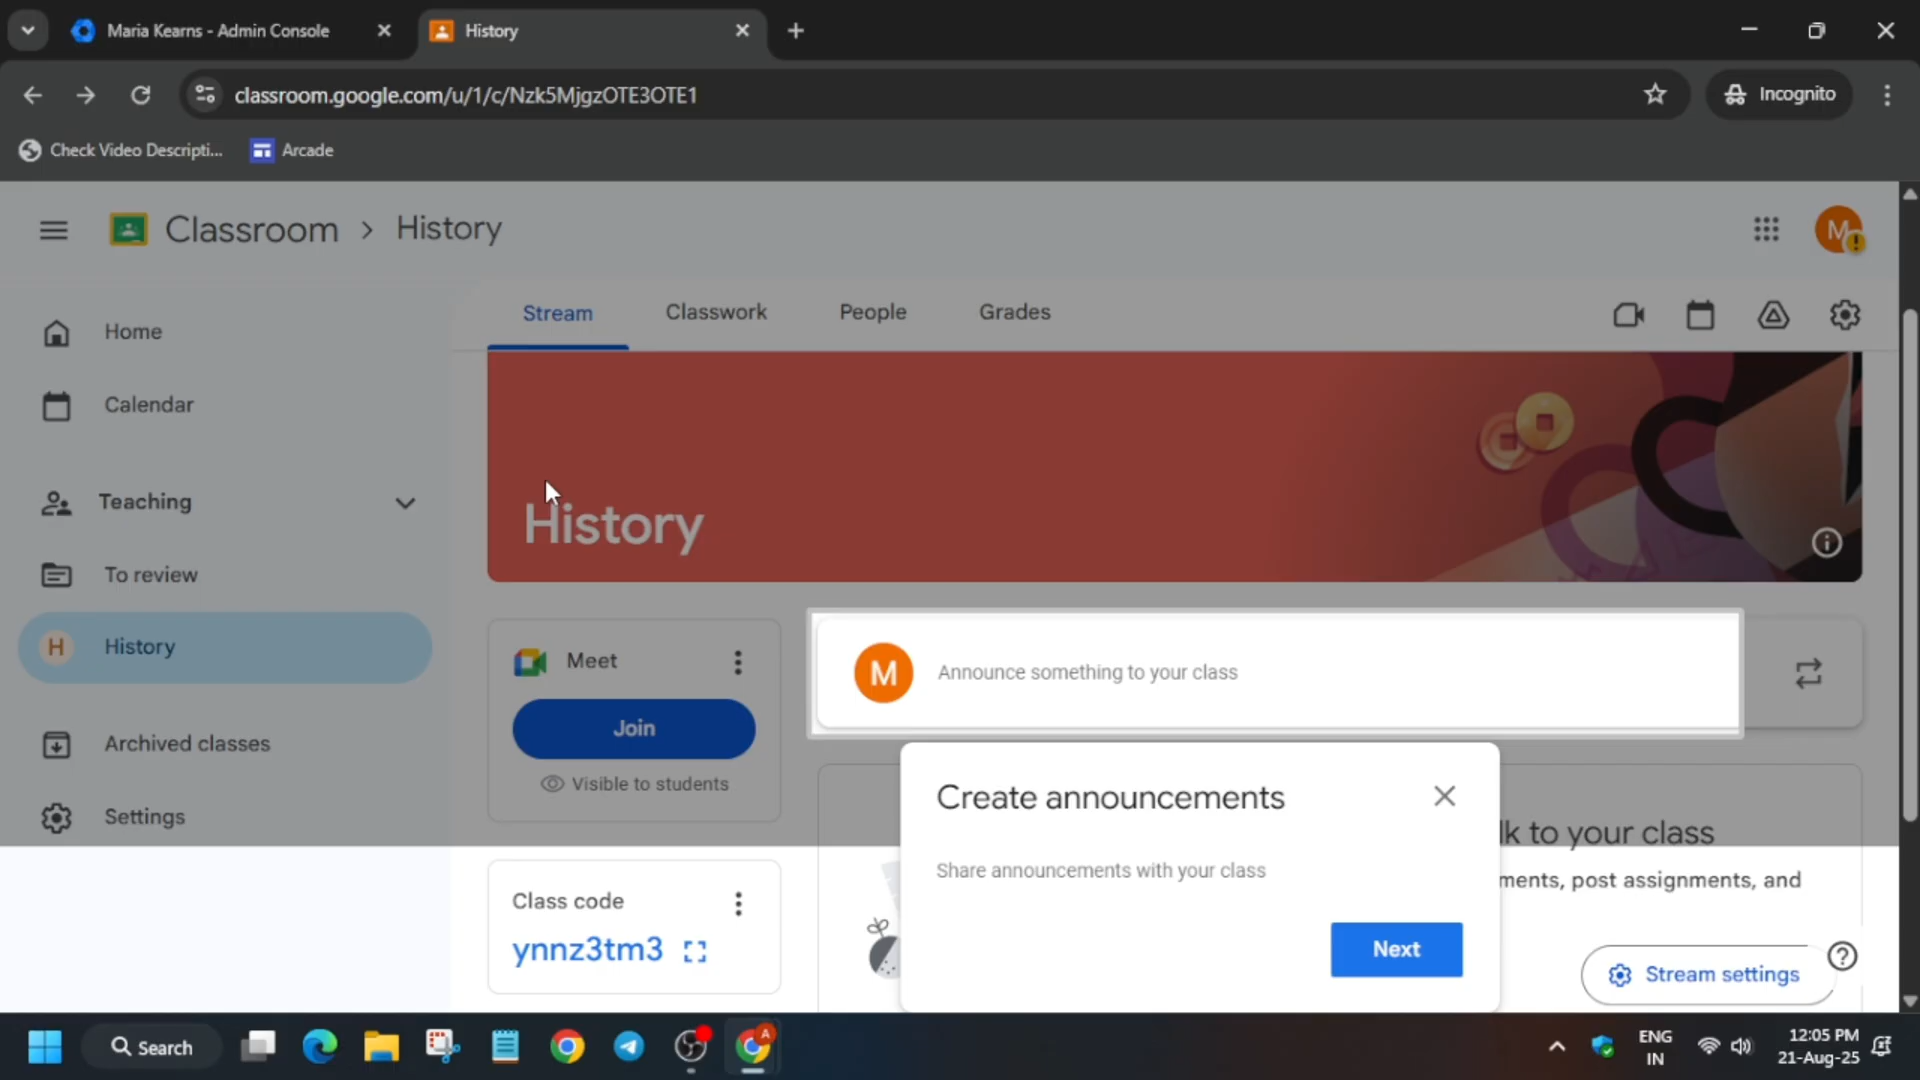 Maria Kearns - Admin Console
History
classroom.google.com/u/1/c/Nzk5MjgzOTE3OTE1
Incognito
Check Video Descripti...
Arcade
Classroom > History
M
Home
Calendar
Teaching
To review
H History
Archived classes
Settings
Stream Classwork People Grades
History
Meet
Join
Visible to students
M Announce something to your class
Create announcements
Share announcements with your class
Next
lk to your class
ments, post assignments, and
Stream settings
Class code
ynnz3tm3
Search
A
ENG
IN
12:05 PM
21-Aug-25